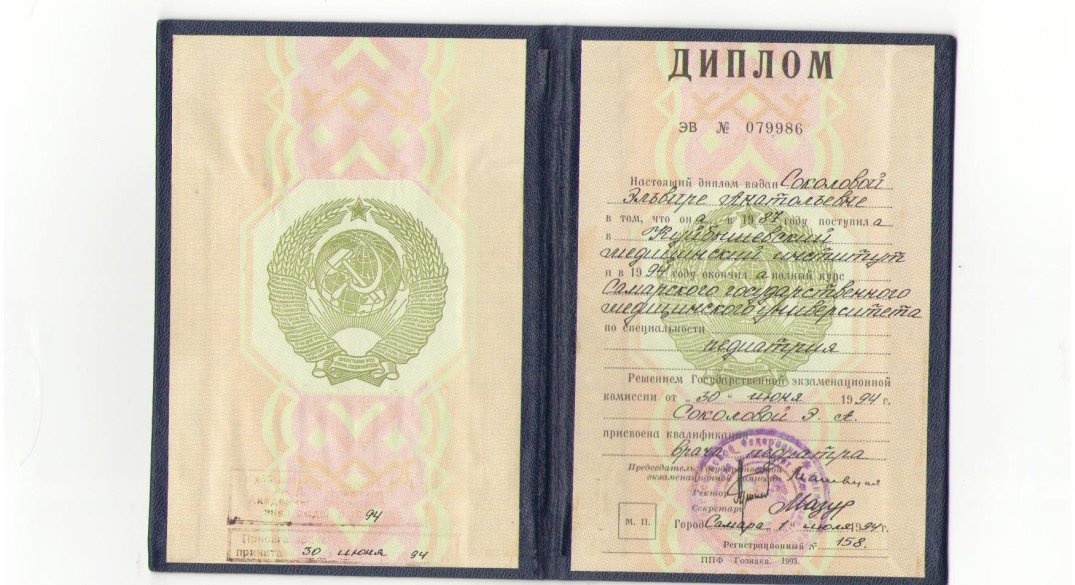 94
принята 30 июня 94
ДИПЛОМ
ЭВ № 079986
Настоящий диплом выдан Соколовой
Эльвире Анатольевне
в том, что она в 1987 году поступила
в Куйбышевский
медицинский институт
и в 1994 году окончила полный курс
Самарского государственного
медицинского университета
по специальности
педиатрия
Решением Государственной экзаменационной
комиссии от "30" июня 1994 г.
Соколовой Э. А.
присвоена квалификация
врача педиатра
Председатель Государственной
экзаменационной комиссии
Ректор
Секретарь
М. П.
Город Самара 1" июля 1994 г.
Регистрационный № 158.
ППФ Гознака. 1993.